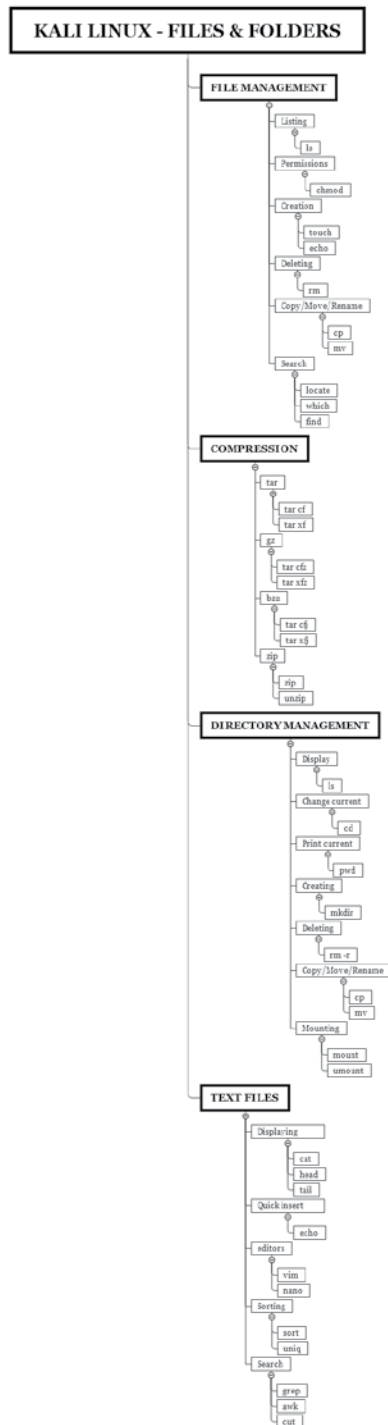 KALI LINUX - FILES & FOLDERS
FILE MANAGEMENT
Listing
ls
Permissions
chmod
Creation
touch
echo
Deleting
rm
Copy/Move/Rename
cp
mv
Search
locate
which
find
COMPRESSION
tar
tar cf
tar xf
gz
tar cfz
tar xfz
bz2
tar cfj
tar xfj
zip
zip
unzip
DIRECTORY MANAGEMENT
Display
ls
Change current
cd
Print current
pwd
Creating
mkdir
Deleting
rm -r
Copy/Move/Rename
cp
mv
Mounting
mount
umount
TEXT FILES
Displaying
cat
head
tail
Quick insert
echo
editors
vim
nano
Sorting
sort
uniq
Search
grep
awk
cut